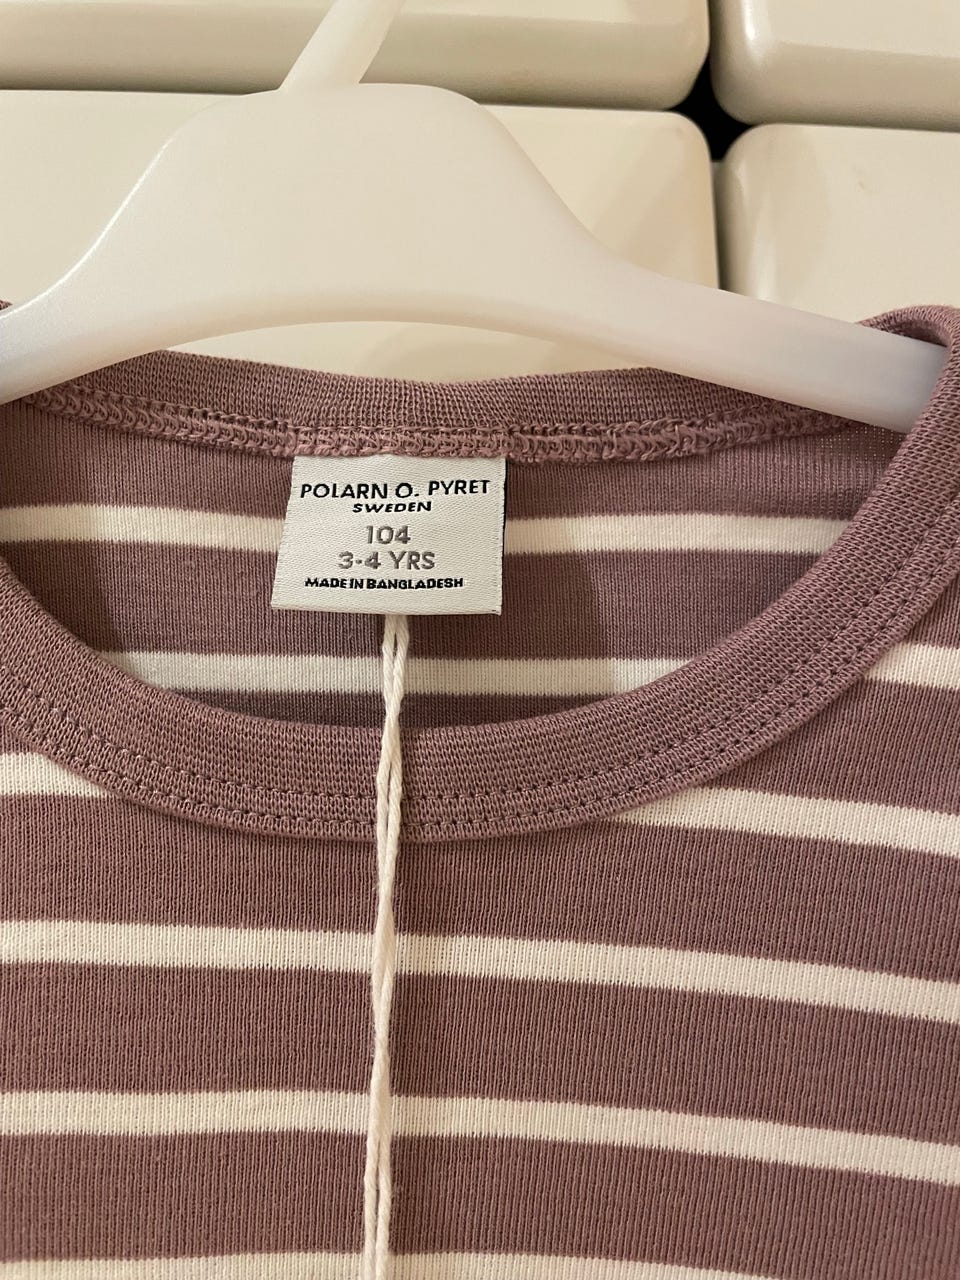 POLARN O. PYRET
SWEDEN
104
3-4 YRS
MADE IN BANGLADESH